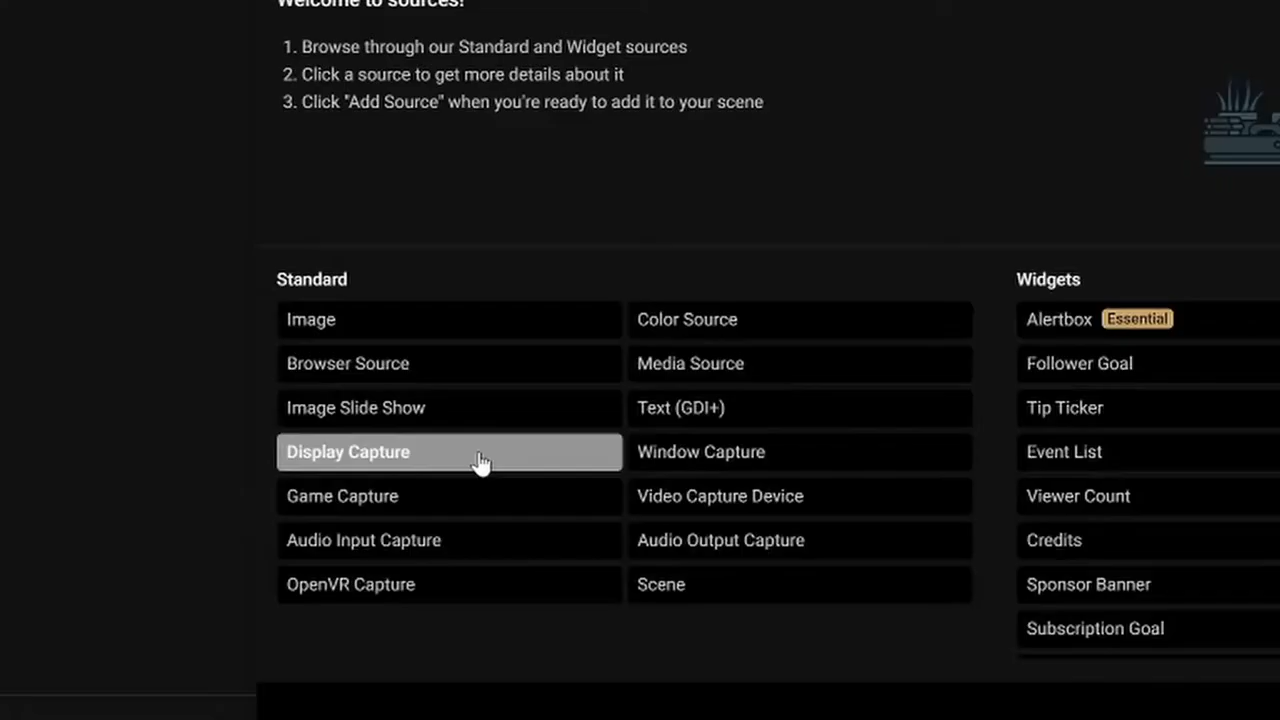 Welcome to sources!
1. Browse through our Standard and Widget sources
2. Click a source to get more details about it
3. Click "Add Source" when you're ready to add it to your scene
Standard
Image
Color Source
Browser Source
Media Source
Image Slide Show
Text (GDI+)
Display Capture
Window Capture
Game Capture
Video Capture Device
Audio Input Capture
Audio Output Capture
OpenVR Capture
Scene
Widgets
Alertbox Essential
Follower Goal
Tip Ticker
Event List
Viewer Count
Credits
Sponsor Banner
Subscription Goal